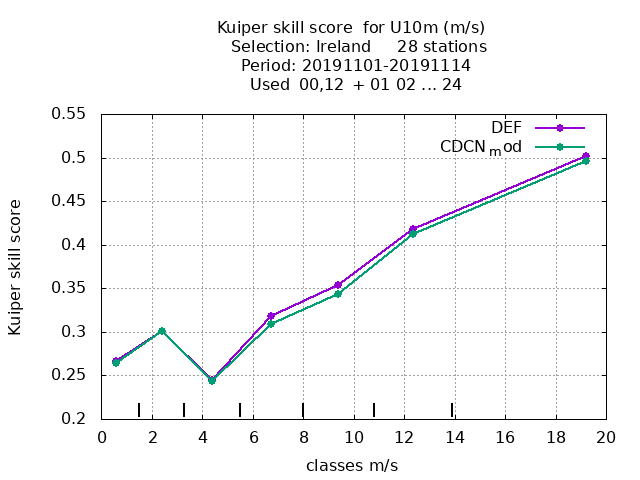 Kuiper skill score  for U10m (m/s)
Selection: Ireland     28 stations
Period: 20191101-20191114
Used  00,12  + 01 02 ... 24
0.55
0.5
0.45
0.4
0.35
0.3
0.25
0.2
Kuiper skill score
DEF
CDCNmod
0 2 4 6 8 10 12 14 16 18 20
classes m/s